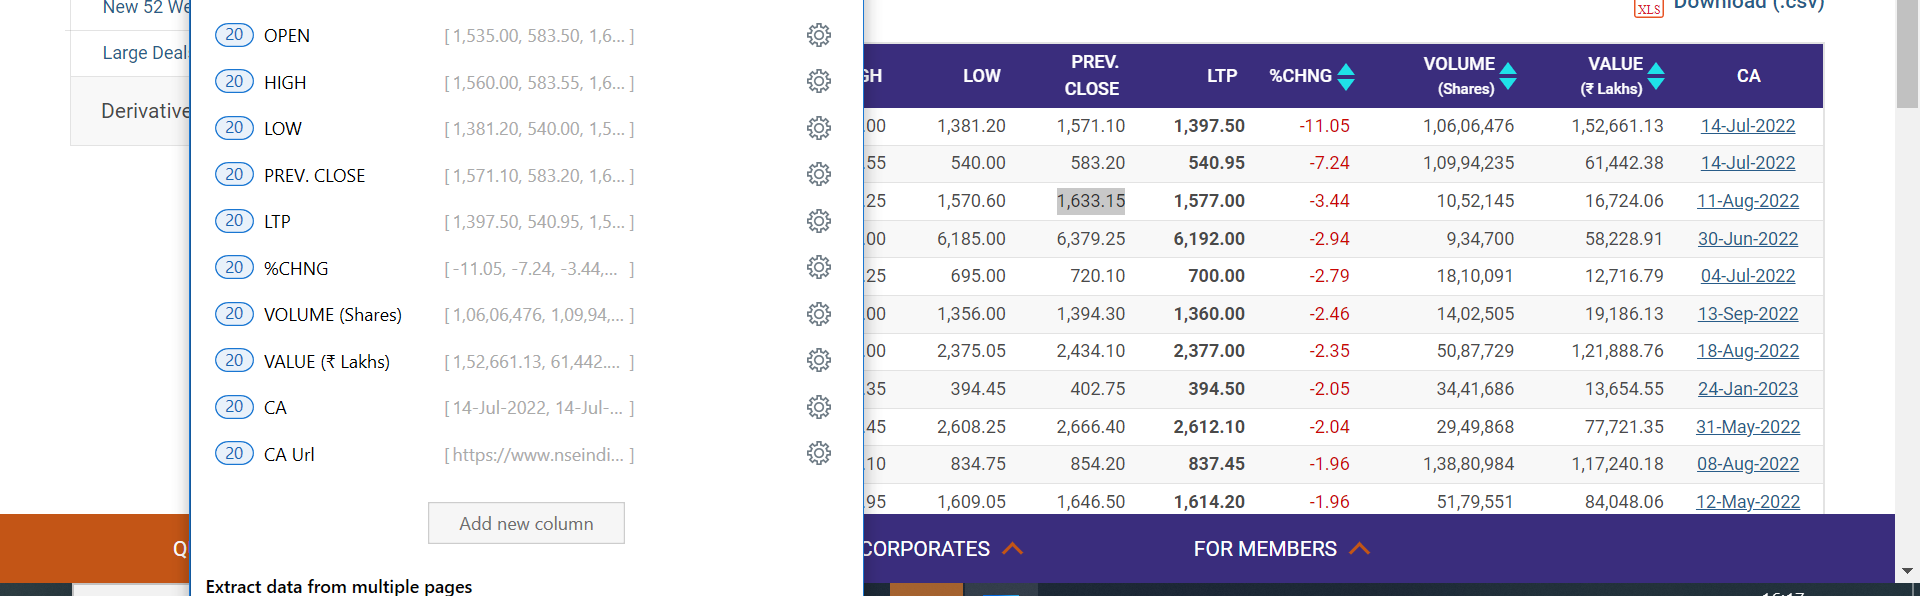 New 52 We
Large Deal
Derivative
20 OPEN [ 1,535.00, 583.50, 1,6... ]
20 HIGH [ 1,560.00, 583.55, 1,6... ]
20 LOW [ 1,381.20, 540.00, 1,5... ]
20 PREV. CLOSE [ 1,571.10, 583.20, 1,6... ]
20 LTP [ 1,397.50, 540.95, 1,5... ]
20 %CHNG [ -11.05, -7.24, -3.44,... ]
20 VOLUME (Shares) [ 1,06,06,476, 1,09,94,... ]
20 VALUE (₹ Lakhs) [ 1,52,661.13, 61,442.... ]
20 CA [ 14-Jul-2022, 14-Jul-... ]
20 CA Url [ https://www.nseindi... ]
Add new column
Extract data from multiple pages
XLS Download (.csv)
GH LOW PREV. CLOSE LTP %CHNG VOLUME (Shares) VALUE (₹ Lakhs) CA
.00 1,381.20 1,571.10 1,397.50 -11.05 1,06,06,476 1,52,661.13 14-Jul-2022
.55 540.00 583.20 540.95 -7.24 1,09,94,235 61,442.38 14-Jul-2022
.25 1,570.60 1,633.15 1,577.00 -3.44 10,52,145 16,724.06 11-Aug-2022
.00 6,185.00 6,379.25 6,192.00 -2.94 9,34,700 58,228.91 30-Jun-2022
.25 695.00 720.10 700.00 -2.79 18,10,091 12,716.79 04-Jul-2022
.00 1,356.00 1,394.30 1,360.00 -2.46 14,02,505 19,186.13 13-Sep-2022
.00 2,375.05 2,434.10 2,377.00 -2.35 50,87,729 1,21,888.76 18-Aug-2022
.35 394.45 402.75 394.50 -2.05 34,41,686 13,654.55 24-Jan-2023
.45 2,608.25 2,666.40 2,612.10 -2.04 29,49,868 77,721.35 31-May-2022
.10 834.75 854.20 837.45 -1.96 1,38,80,984 1,17,240.18 08-Aug-2022
.95 1,609.05 1,646.50 1,614.20 -1.96 51,79,551 84,048.06 12-May-2022
Q CORPORATES FOR MEMBERS